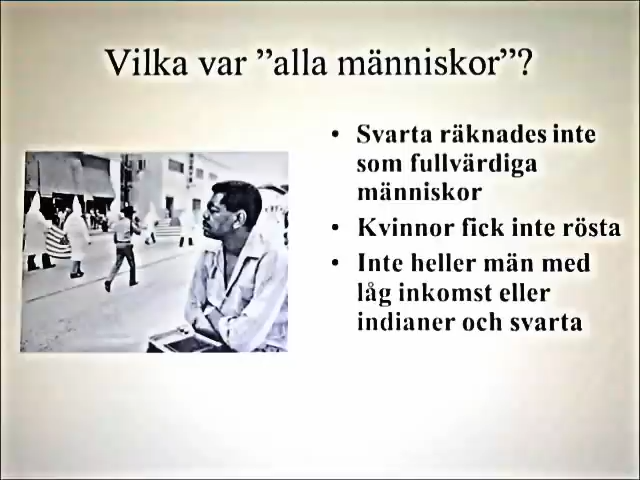 Vilka var ”alla människor”?
• Svarta räknades inte
som fullvärdiga
människor
• Kvinnor fick inte rösta
• Inte heller män med
låg inkomst eller
indianer och svarta